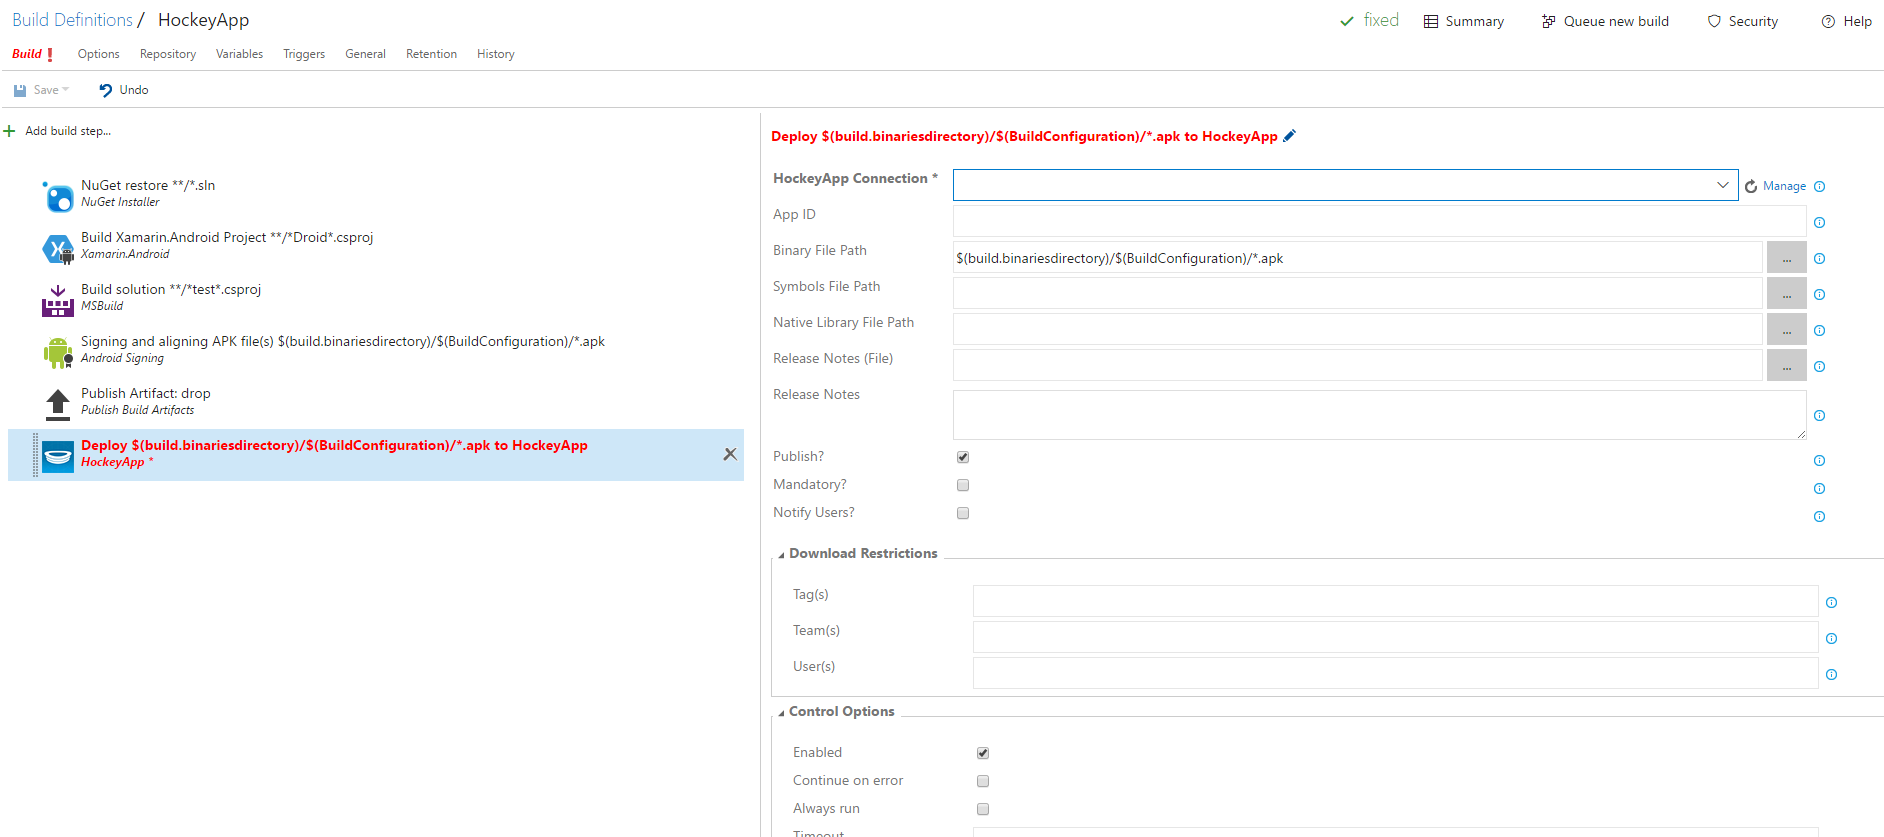 Build Definitions / HockeyApp
fixed
Summary
Queue new build
Security
Help
Build ! Options Repository Variables Triggers General Retention History
Save Undo
Add build step...
NuGet restore **/*.sln
NuGet Installer
Build Xamarin.Android Project **/*Droid*.csproj
Xamarin.Android
Build solution **/*test*.csproj
MSBuild
Signing and aligning APK file(s) $(build.binariesdirectory)/$(BuildConfiguration)/*.apk
Android Signing
Publish Artifact: drop
Publish Build Artifacts
Deploy $(build.binariesdirectory)/$(BuildConfiguration)/*.apk to HockeyApp
HockeyApp *
Deploy $(build.binariesdirectory)/$(BuildConfiguration)/*.apk to HockeyApp
HockeyApp Connection * Manage
App ID
Binary File Path $(build.binariesdirectory)/$(BuildConfiguration)/*.apk ...
Symbols File Path ...
Native Library File Path ...
Release Notes (File) ...
Release Notes
Publish?
Mandatory?
Notify Users?
Download Restrictions
Tag(s)
Team(s)
User(s)
Control Options
Enabled
Continue on error
Always run
Timeout